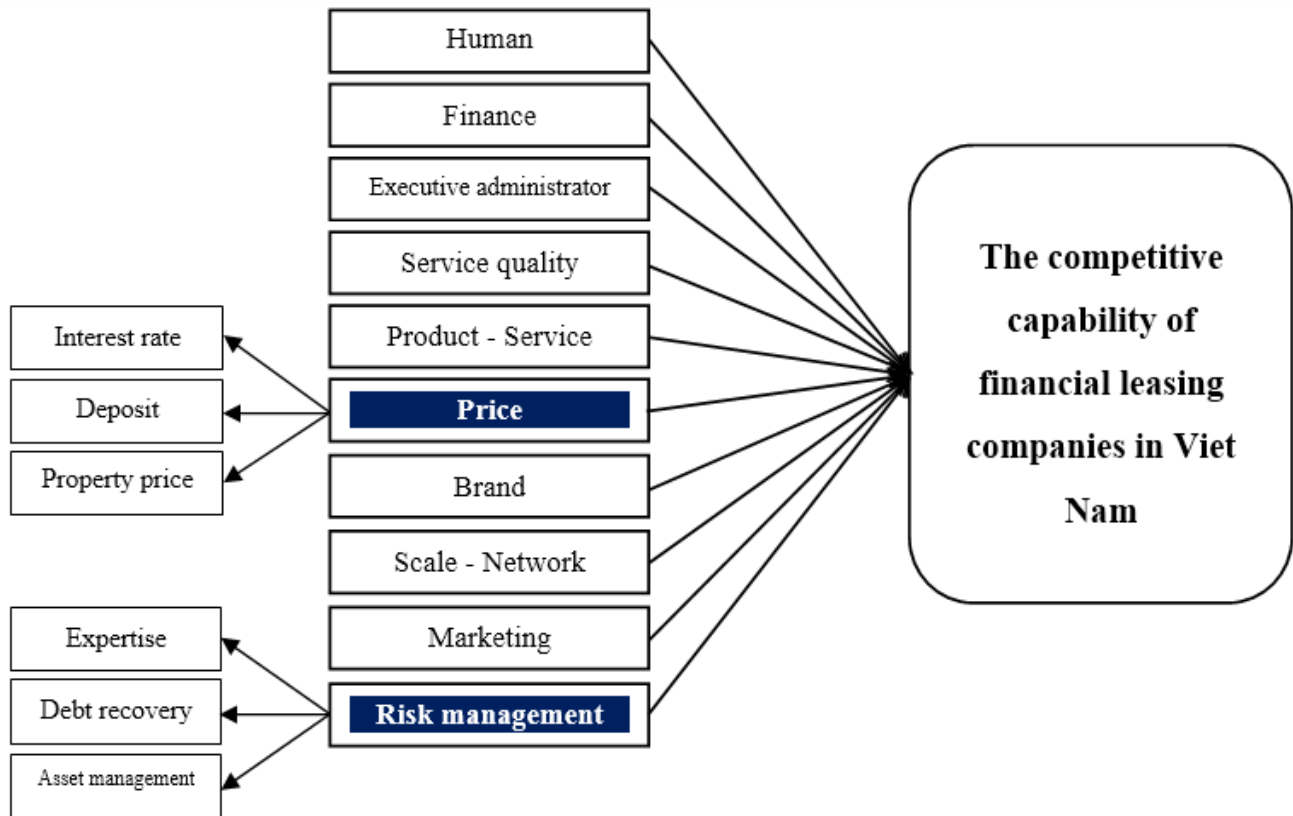 Human
Finance
Executive administrator
Service quality
Product - Service
Price
Brand
Scale - Network
Marketing
Risk management
Interest rate
Deposit
Property price
Expertise
Debt recovery
Asset management
The competitive
capability of
financial leasing
companies in Viet
Nam